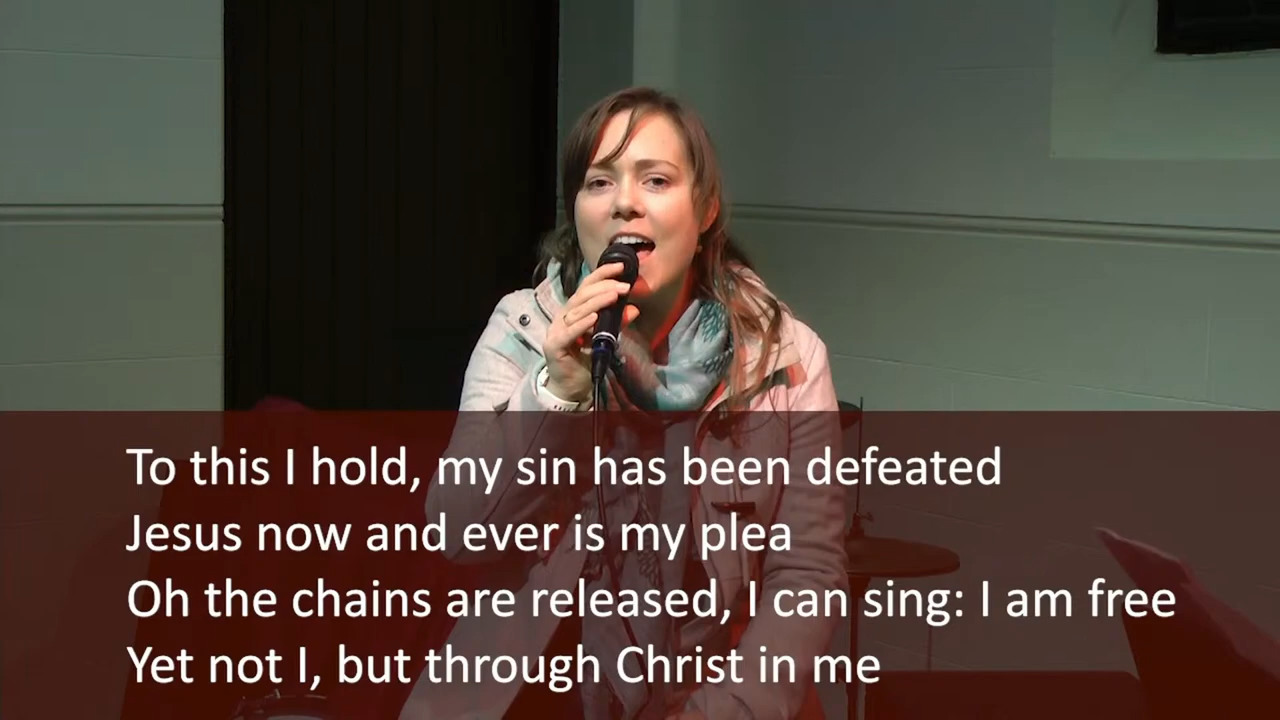 To this I hold, my sin has been defeated
Jesus now and ever is my plea
Oh the chains are released, I can sing: I am free
Yet not I, but through Christ in me